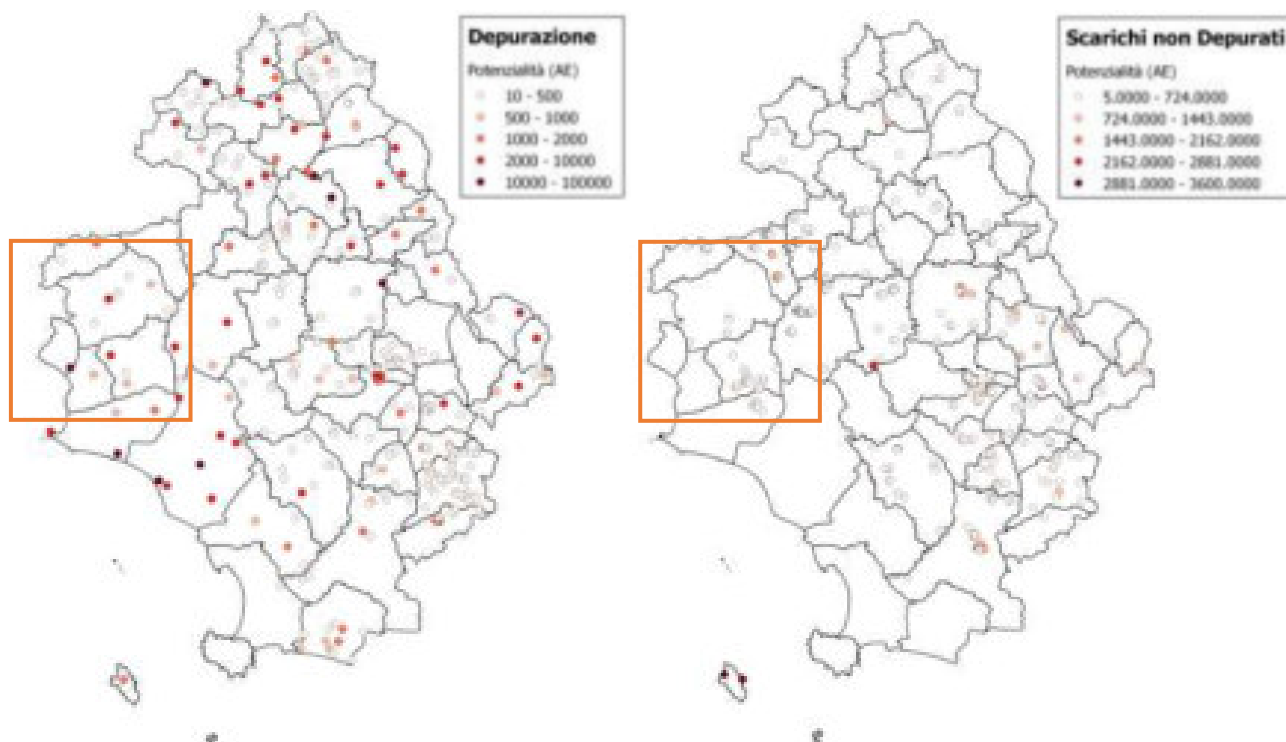 Depurazione
Potenzialità (AE)
10 - 500
500 - 1000
1000 - 2000
2000 - 10000
10000 - 100000
Scarichi non Depurati
Potenzialità (AE)
5.0000 - 724.0000
724.0000 - 1443.0000
1443.0000 - 2162.0000
2162.0000 - 2881.0000
2881.0000 - 3600.0000